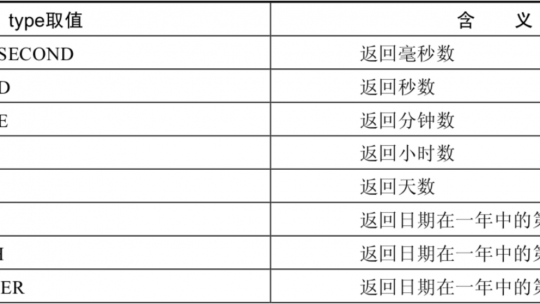 type取值 含 义
SECOND 返回毫秒数
D 返回秒数
E 返回分钟数
返回小时数
返回天数
返回日期在一年中的第
H 返回日期在一年中的第
ER 返回日期在一年中的第